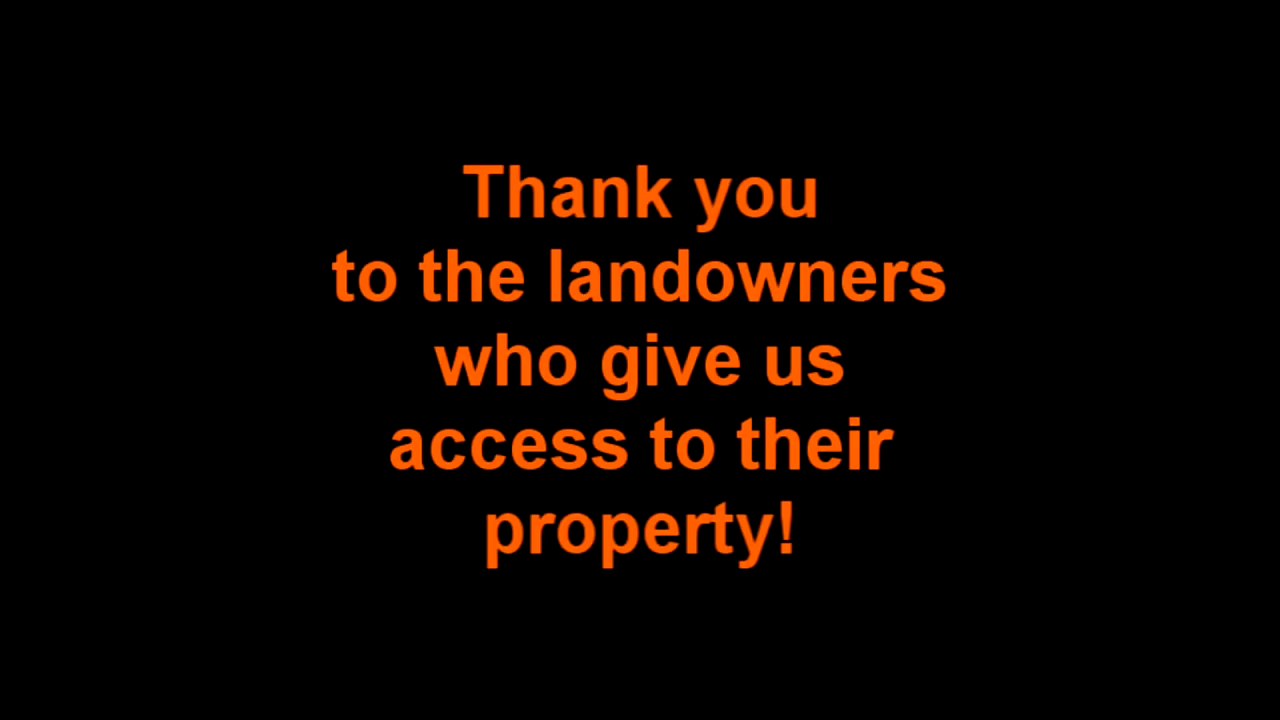 Thank you
to the landowners
who give us
access to their
property!